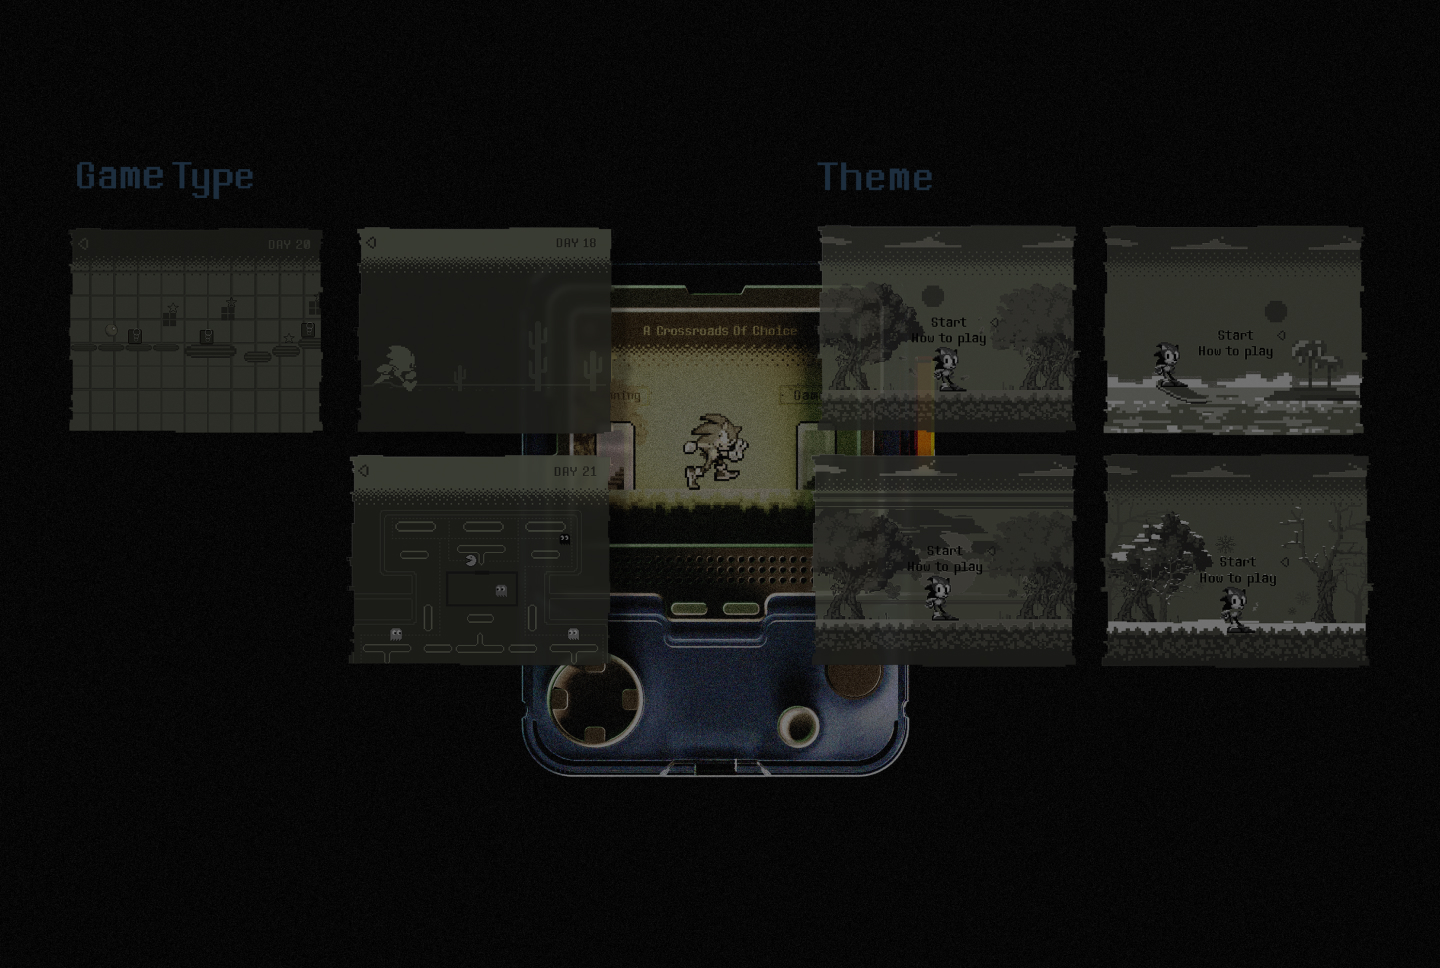 Game Type
Theme
DAY 20
DAY 18
A Crossroads Of Choice
Start
How to play
Start
How to play
DAY 21
Start
How to play
Start
How to play